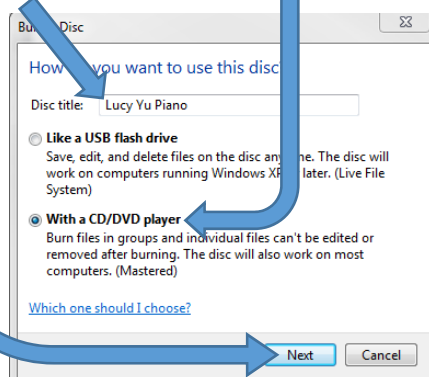 Disc
How you want to use this disc
Disc title: Lucy Yu Piano
Like a USB flash drive
Save, edit, and delete files on the disc The disc will
work on computers running Windows later. (Live File
System)
With a CD/DVD player
Burn files in groups and individual files can't be edited or
removed after burning. The disc will also work on most
computers. (Mastered)
Which one should I choose?
Next Cancel